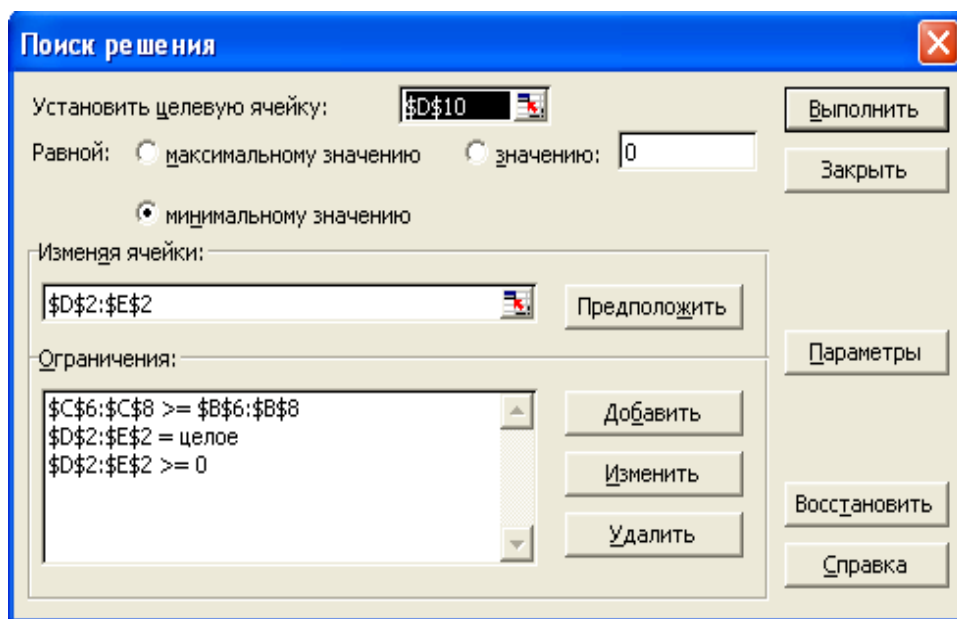 Поиск решения
Установить целевую ячейку: $D$10
Выполнить
Равной: максимальному значению значению: 0
Закрыть
минимальному значению
Изменяя ячейки:
$D$2:$E$2
Предположить
Параметры
Ограничения:
$C$6:$C$8 >= $B$6:$B$8
$D$2:$E$2 = целое
$D$2:$E$2 >= 0
Добавить
Изменить
Удалить
Восстановить
Справка